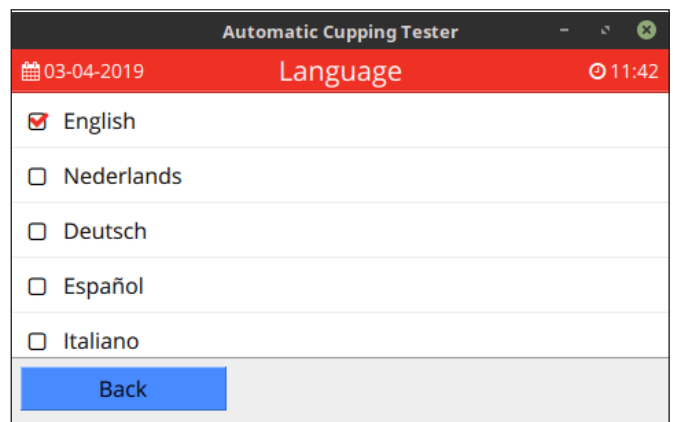 Automatic Cupping Tester
03-04-2019 Language 11:42
English
Nederlands
Deutsch
Español
Italiano
Back